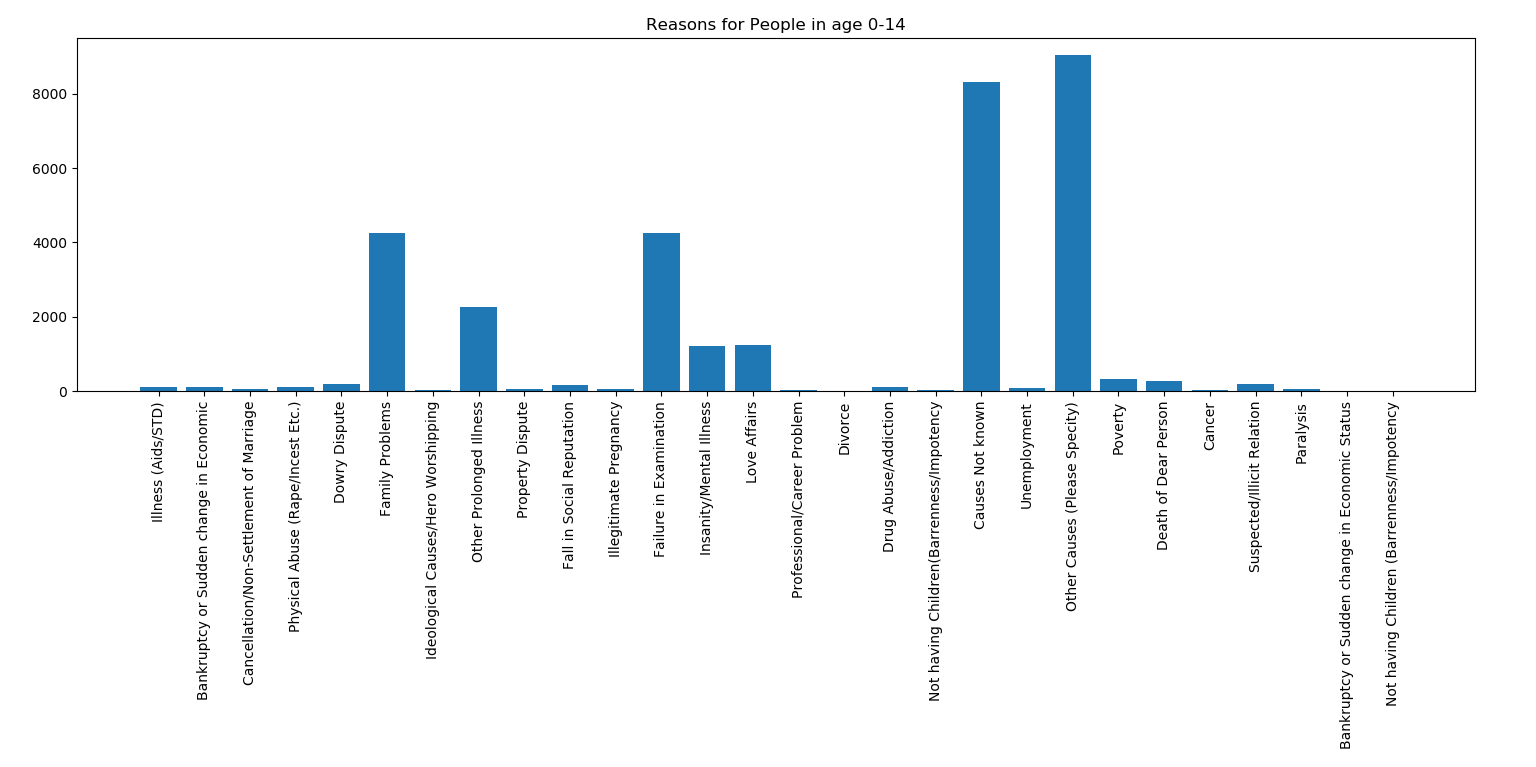 Reasons for People in age 0-14
8000
6000
4000
2000
0
Illness (Aids/STD)
Bankruptcy or Sudden change in Economic
Cancellation/Non-Settlement of Marriage
Physical Abuse (Rape/Incest Etc.)
Dowry Dispute
Family Problems
Ideological Causes/Hero Worshipping
Other Prolonged Illness
Property Dispute
Fall in Social Reputation
Illegitimate Pregnancy
Failure in Examination
Insanity/Mental Illness
Love Affairs
Professional/Career Problem
Divorce
Drug Abuse/Addiction
Not having Children(Barrenness/Impotency
Causes Not known
Unemployment
Other Causes (Please Specity)
Poverty
Death of Dear Person
Cancer
Suspected/Illicit Relation
Paralysis
Bankruptcy or Sudden change in Economic Status
Not having Children (Barrenness/Impotency